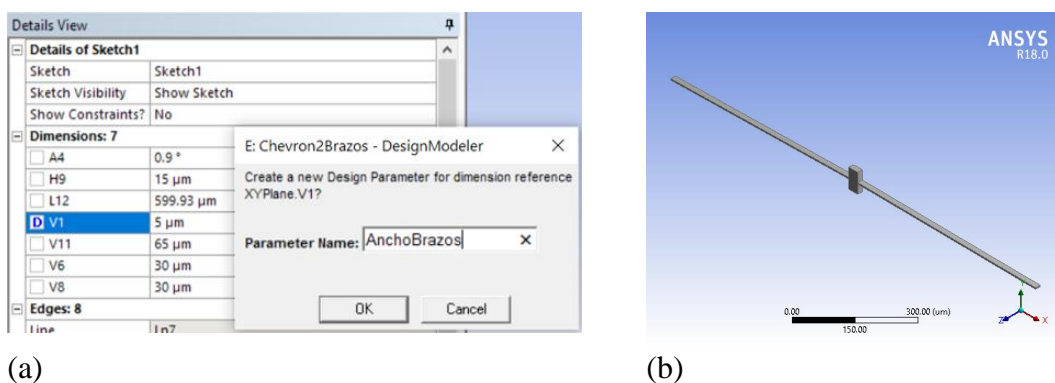 Details View
Details of Sketch1
Sketch Sketch1
Sketch Visibility Show Sketch
Show Constraints? No
Dimensions: 7
A4 0.9 °
H9 15 µm
L12 599.93 µm
D V1 5 µm
V11 65 µm
V6 30 µm
V8 30 µm
Edges: 8
Line Ln7
E: Chevron2Brazos - DesignModeler
Create a new Design Parameter for dimension reference
XYPlane.V1?
Parameter Name: AnchoBrazos
OK Cancel
(a)
ANSYS
R18.0
0.00 300.00 (um)
150.00
Y
Z X
(b)